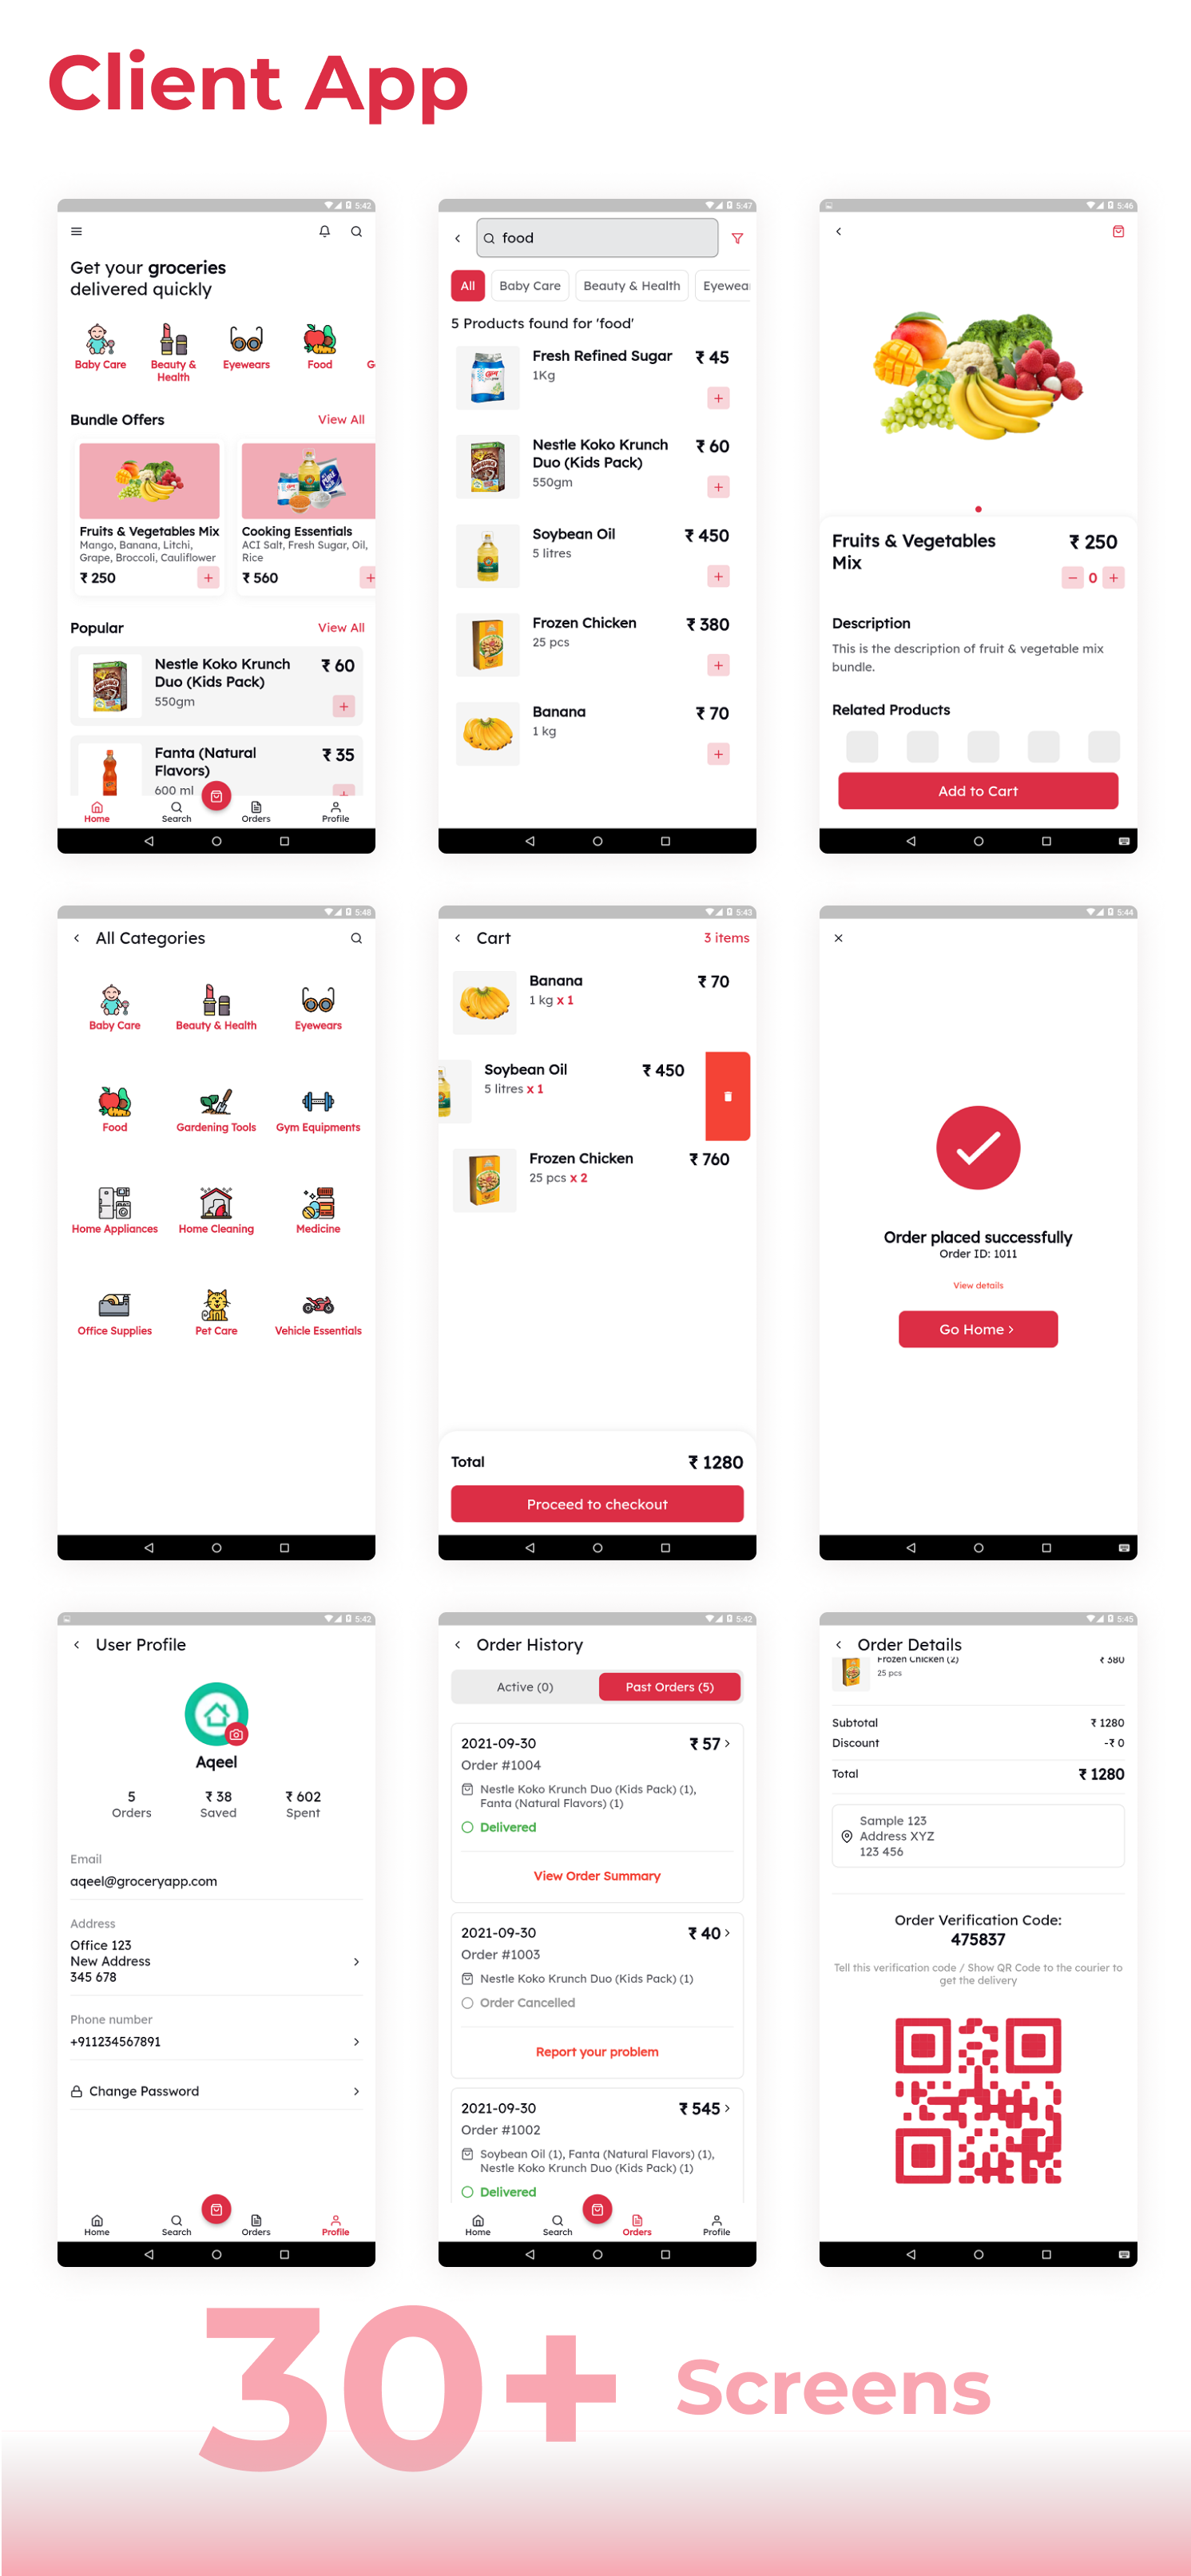 Client App
5:42
Get your groceries
delivered quickly
Baby Care
Beauty &
Health
Eyewears
Food
Bundle Offers
View All
Fruits & Vegetables Mix
Mango, Banana, Litchi,
Grape, Broccoli, Cauliflower
₹ 250
+
Cooking Essentials
ACI Salt, Fresh Sugar, Oil,
Rice
₹ 560
+
Popular
View All
Nestle Koko Krunch
Duo (Kids Pack)
550gm
₹ 60
+
Fanta (Natural
Flavors)
600 ml
₹ 35
Home
Search
Orders
Profile
5:47
food
All
Baby Care
Beauty & Health
Eyewear
5 Products found for 'food'
Fresh Refined Sugar
1Kg
₹ 45
+
Nestle Koko Krunch
Duo (Kids Pack)
550gm
₹ 60
+
Soybean Oil
5 litres
₹ 450
+
Frozen Chicken
25 pcs
₹ 380
+
Banana
1 kg
₹ 70
+
5:46
Fruits & Vegetables
Mix
₹ 250
− 0 +
Description
This is the description of fruit & vegetable mix
bundle.
Related Products
Add to Cart
5:48
All Categories
Baby Care
Beauty & Health
Eyewears
Food
Gardening Tools
Gym Equipments
Home Appliances
Home Cleaning
Medicine
Office Supplies
Pet Care
Vehicle Essentials
5:43
Cart
3 items
Banana
1 kg x 1
₹ 70
Soybean Oil
5 litres x 1
₹ 450
Frozen Chicken
25 pcs x 2
₹ 760
Total
₹ 1280
Proceed to checkout
5:44
Order placed successfully
Order ID: 1011
View details
Go Home
5:42
User Profile
Aqeel
5
Orders
₹ 38
Saved
₹ 602
Spent
Email
aqeel@groceryapp.com
Address
Office 123
New Address
345 678
Phone number
+911234567891
Change Password
Home
Search
Orders
Profile
5:42
Order History
Active (0)
Past Orders (5)
2021-09-30
₹ 57
Order #1004
Nestle Koko Krunch Duo (Kids Pack) (1),
Fanta (Natural Flavors) (1)
Delivered
View Order Summary
2021-09-30
₹ 40
Order #1003
Nestle Koko Krunch Duo (Kids Pack) (1)
Order Cancelled
Report your problem
2021-09-30
₹ 545
Order #1002
Soybean Oil (1), Fanta (Natural Flavors) (1),
Nestle Koko Krunch Duo (Kids Pack) (1)
Delivered
Home
Search
Orders
Profile
5:45
Order Details
Frozen Chicken (2)
25 pcs
₹ 380
Subtotal
₹ 1280
Discount
-₹ 0
Total
₹ 1280
Sample 123
Address XYZ
123 456
Order Verification Code:
475837
Tell this verification code / Show QR Code to the courier to
get the delivery
30+ Screens